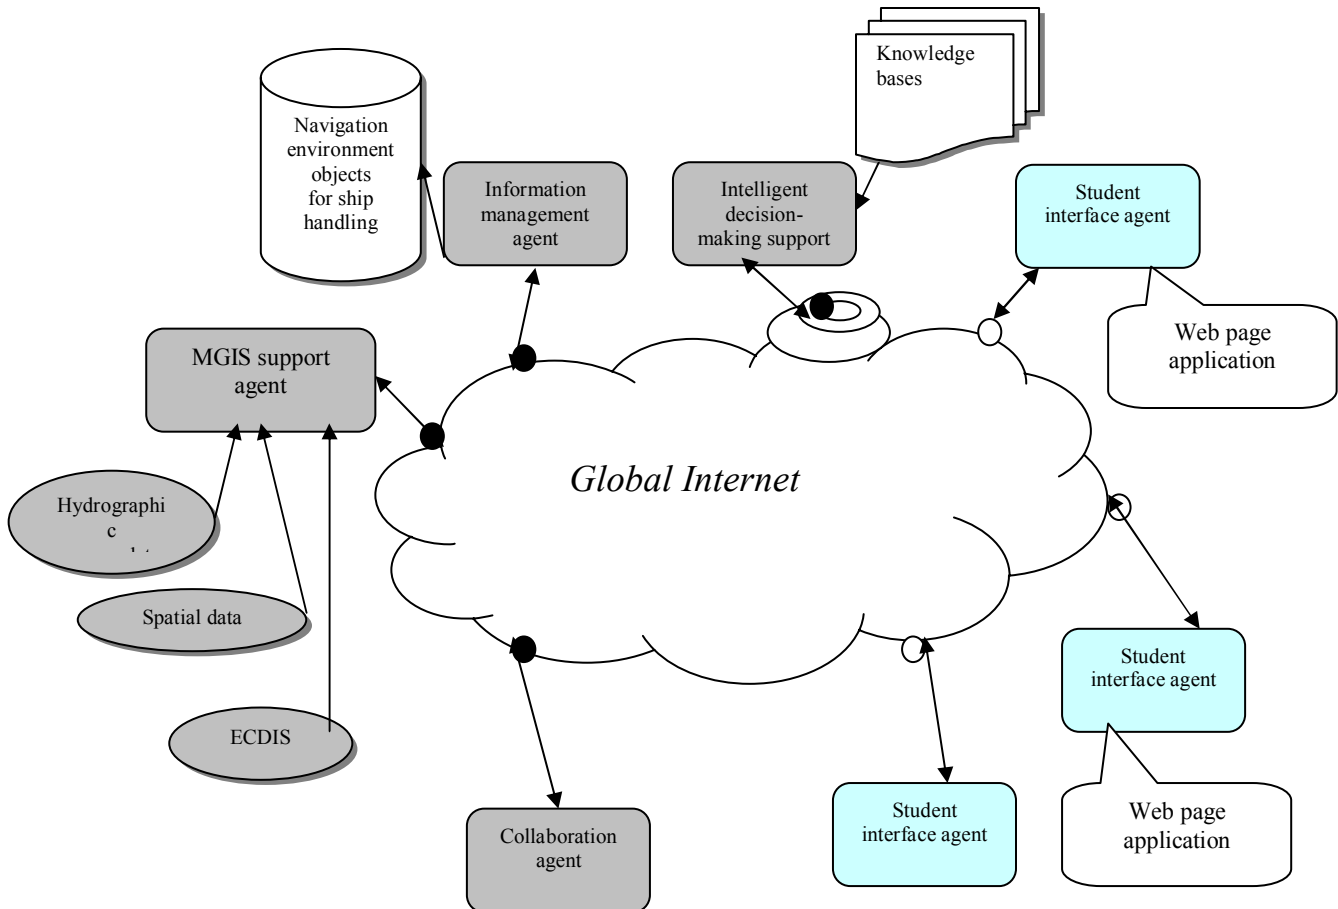 Knowledge
bases
Navigation
environment
objects
for ship
handling
Information
management
agent
Intelligent
decision-
making support
Student
interface agent
Web page
application
MGIS support
agent
Global Internet
Hydrographi
c
Spatial data
ECDIS
Student
interface agent
Web page
application
Student
interface agent
Collaboration
agent